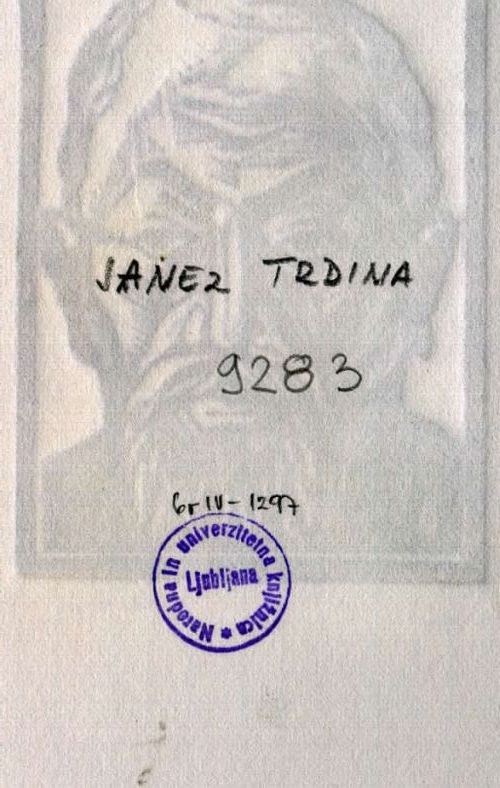 JANEZ TRDINA
9283
Gr IV - 1297
Narodna in univerzitetna knjižnica *
Ljubljana